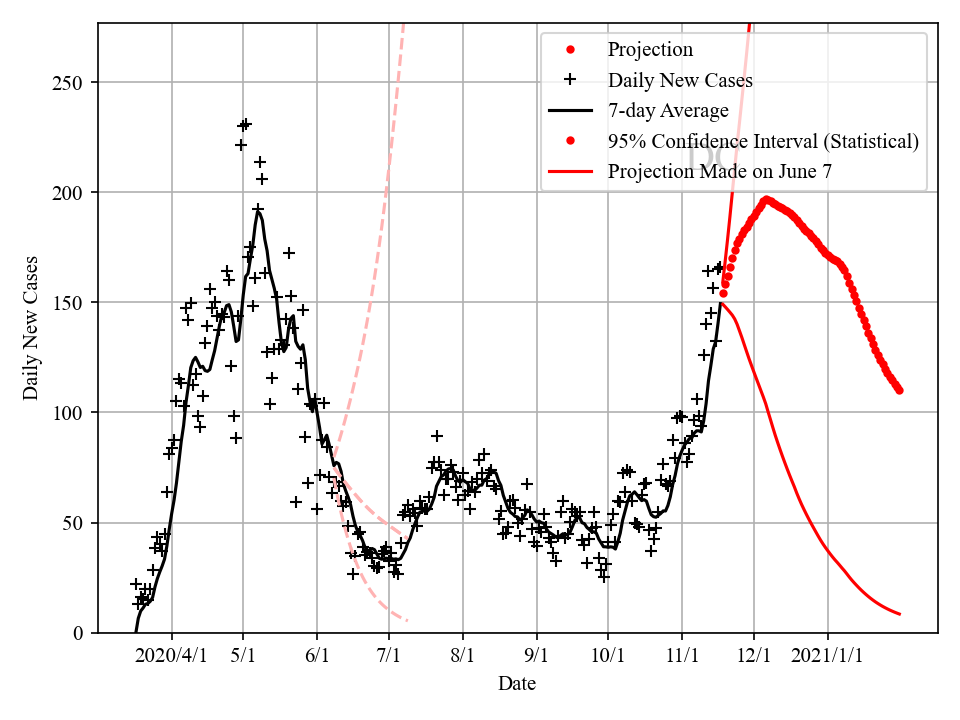 250
200
150
100
50
0
Daily New Cases
Projection
Daily New Cases
7-day Average
95% Confidence Interval (Statistical)
Projection Made on June 7
DC
2020/4/1 5/1 6/1 7/1 8/1 9/1 10/1 11/1 12/1 2021/1/1
Date